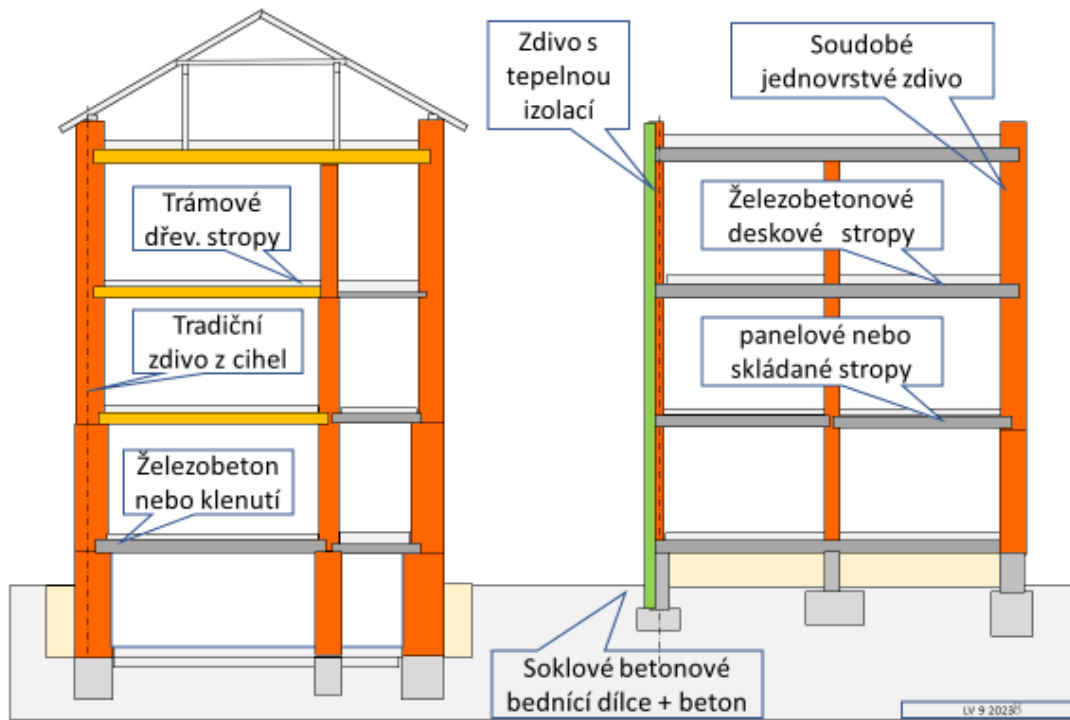 Zdivo s
tepelnou
izolací
Soudobé
jednovrstvé zdivo
Trámové
dřev. stropy
Železobetonové
deskové stropy
Tradiční
zdivo z cihel
panelové nebo
skládané stropy
Železobeton
nebo klenutí
Soklové betonové
bednící dílce + beton
LV 9 2023